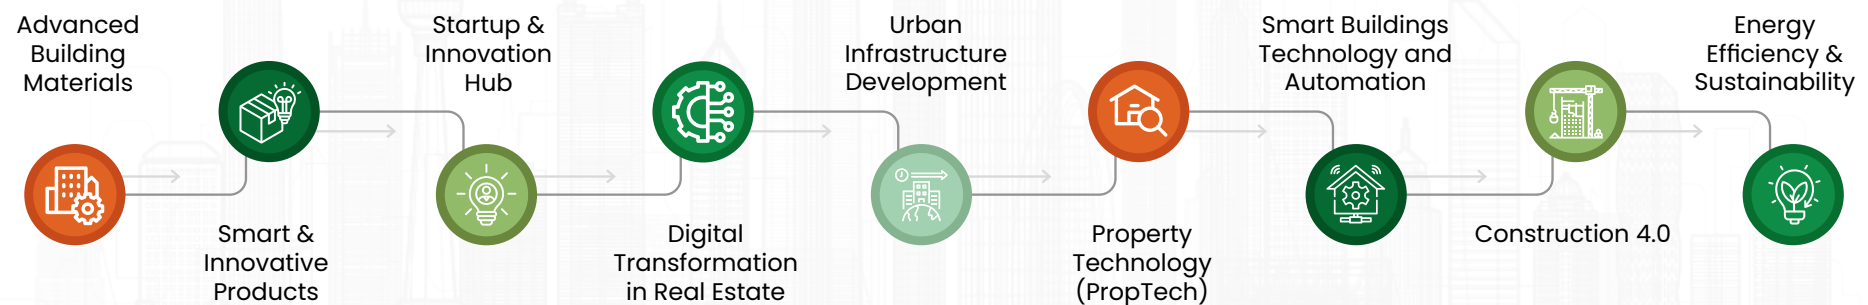 Advanced
Building
Materials
Smart &
Innovative
Products
Startup &
Innovation
Hub
Digital
Transformation
in Real Estate
Urban
Infrastructure
Development
Property
Technology
(PropTech)
Smart Buildings
Technology and
Automation
Construction 4.0
Energy
Efficiency &
Sustainability